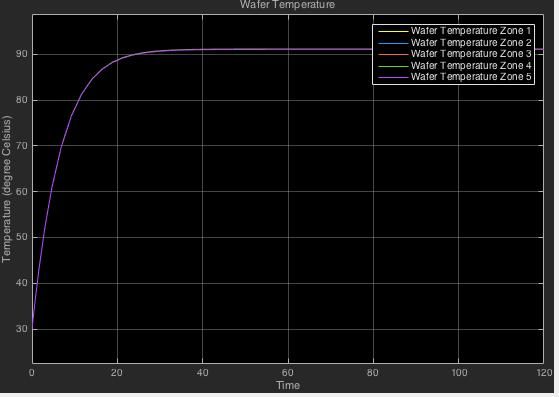 Wafer Temperature
Wafer Temperature Zone 1
Wafer Temperature Zone 2
Wafer Temperature Zone 3
Wafer Temperature Zone 4
Wafer Temperature Zone 5
Temperature (degree Celsius)
90
80
70
60
50
40
30
0 20 40 60 80 100 120
Time